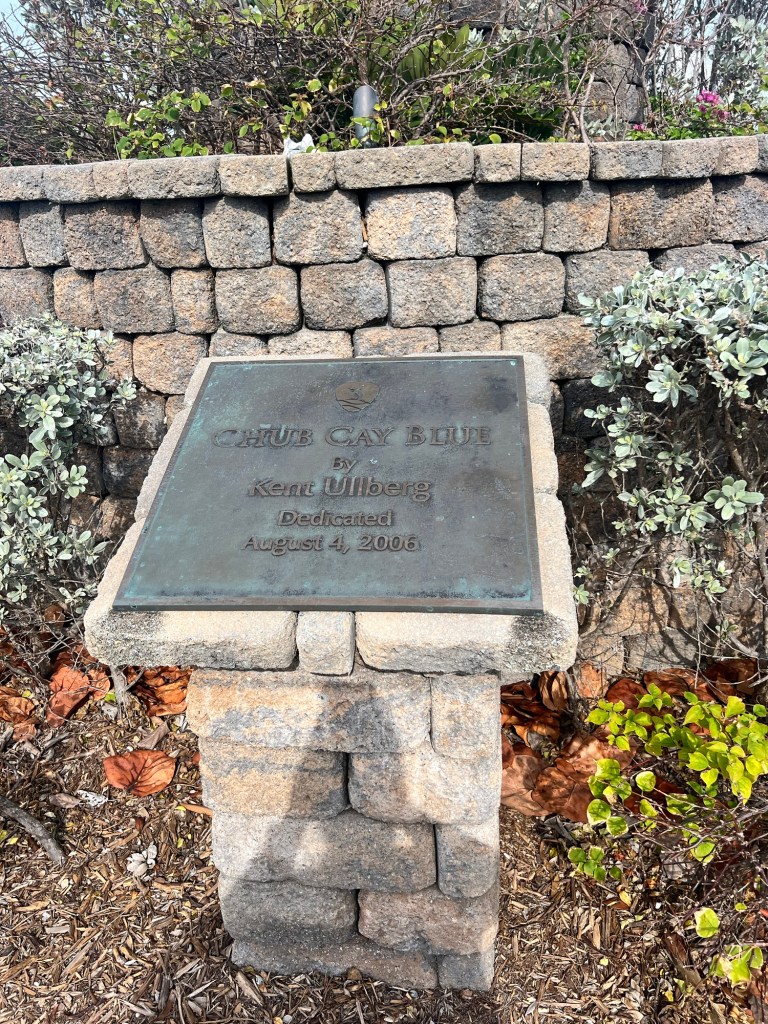 CHUB CAY BLUE
By
Kent Ullberg
Dedicated
August 4, 2006